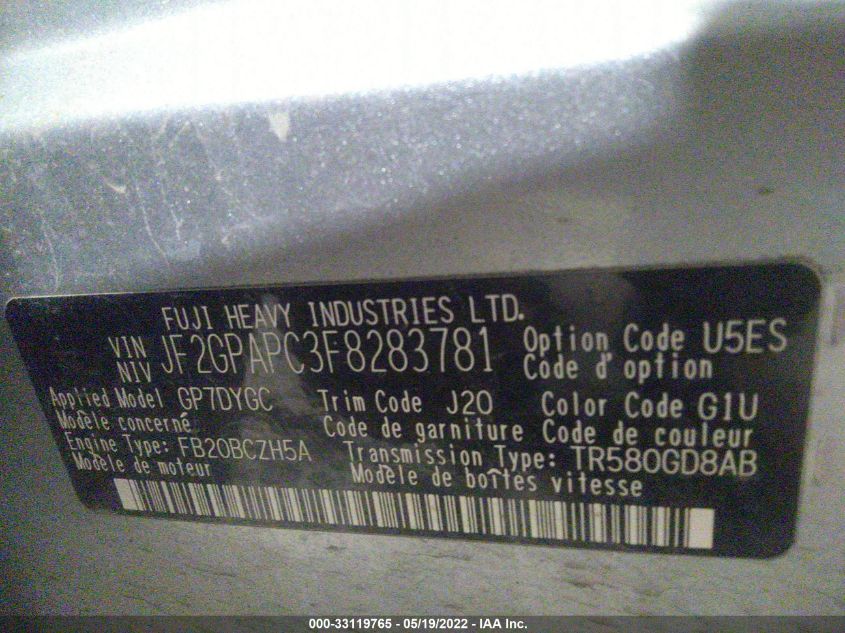 FUJI HEAVY INDUSTRIES LTD.
VIN
NIV JF2GPAPC3F8283781 Option Code U5ES
Code d'option
Applied Model GP7DYGC Trim Code J20 Color Code G1U
Modèle concerné Code de garniture Code de couleur
Engine Type: FB20BCZH5A Transmission Type: TR580GD8AB
Modèle de moteur Modèle de boîtes vitesse
000-33119765 - 05/19/2022 - IAA Inc.